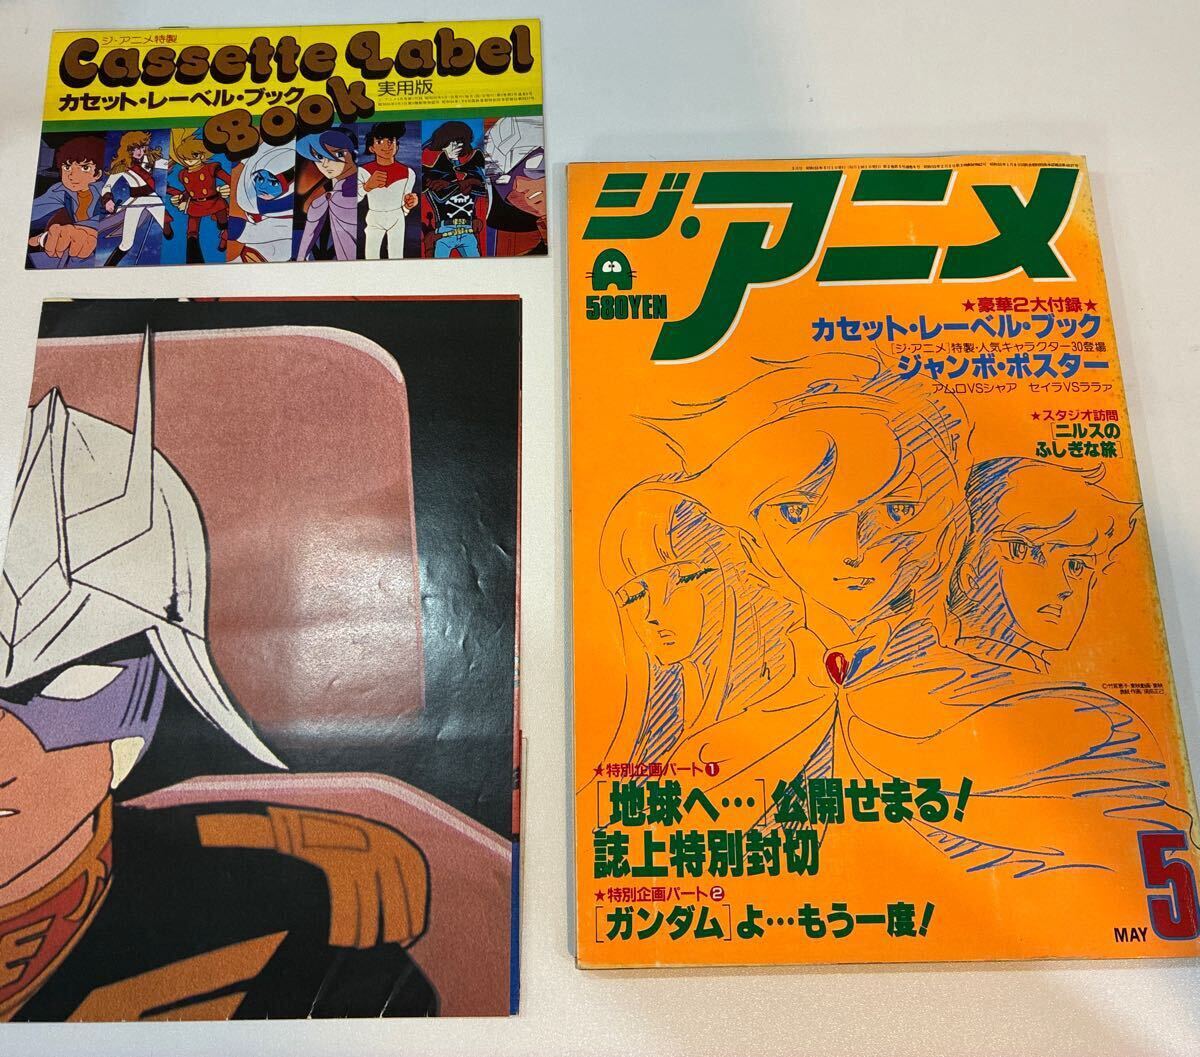 ジ・アニメ特製
Cassette Label
カセット・レーベル・ブック
Book
実用版
ジ・アニメ
580YEN
★豪華2大付録★
カセット・レーベル・ブック
[ジ・アニメ]特製・人気キャラクター30登場
ジャンボ・ポスター
アムロVSシャア セイラVSララァ
★スタジオ訪問
[ニルスの
ふしぎな旅]
★特別企画パート1
[地球へ…]公開せまる!
誌上特別封切
★特別企画パート2
[ガンダム]よ…もう一度!
MAY 5